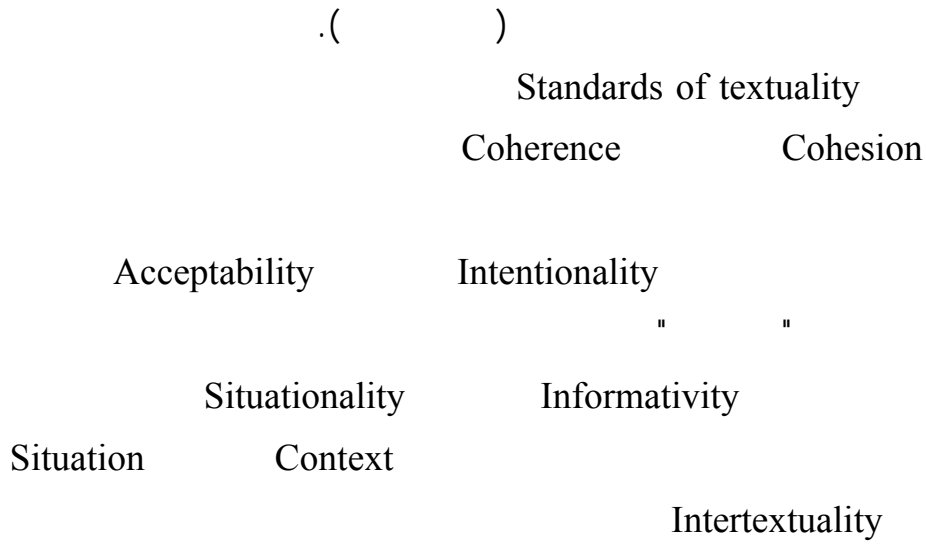 ( ).
Standards of textuality
Cohesion Coherence
Intentionality Acceptability
" "
Informativity Situationality
Context Situation
Intertextuality